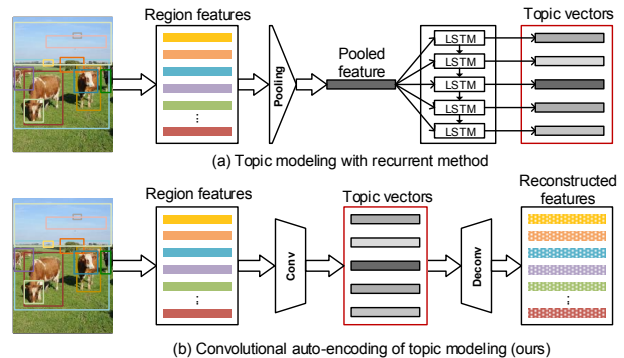 Region features
Pooling
Pooled
feature
LSTM
LSTM
LSTM
LSTM
LSTM
Topic vectors
(a) Topic modeling with recurrent method
Region features
Conv
Topic vectors
Deconv
Reconstructed
features
(b) Convolutional auto-encoding of topic modeling (ours)